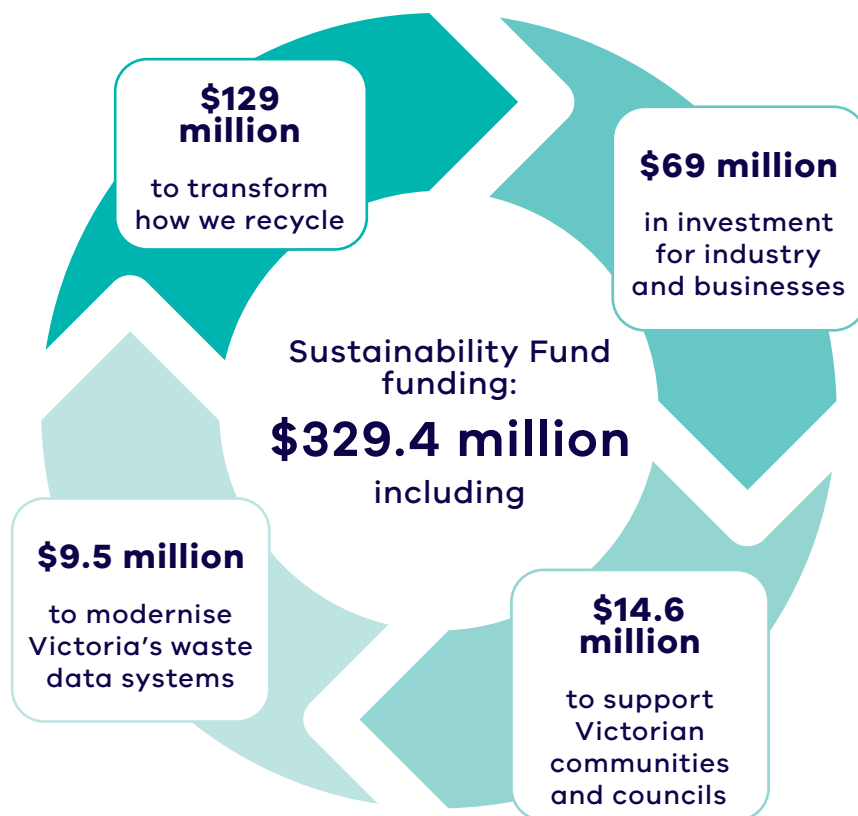 $129
million
to transform
how we recycle
$69 million
in investment
for industry
and businesses
Sustainability Fund
funding:
$329.4 million
including
$9.5 million
to modernise
Victoria’s waste
data systems
$14.6
million
to support
Victorian
communities
and councils